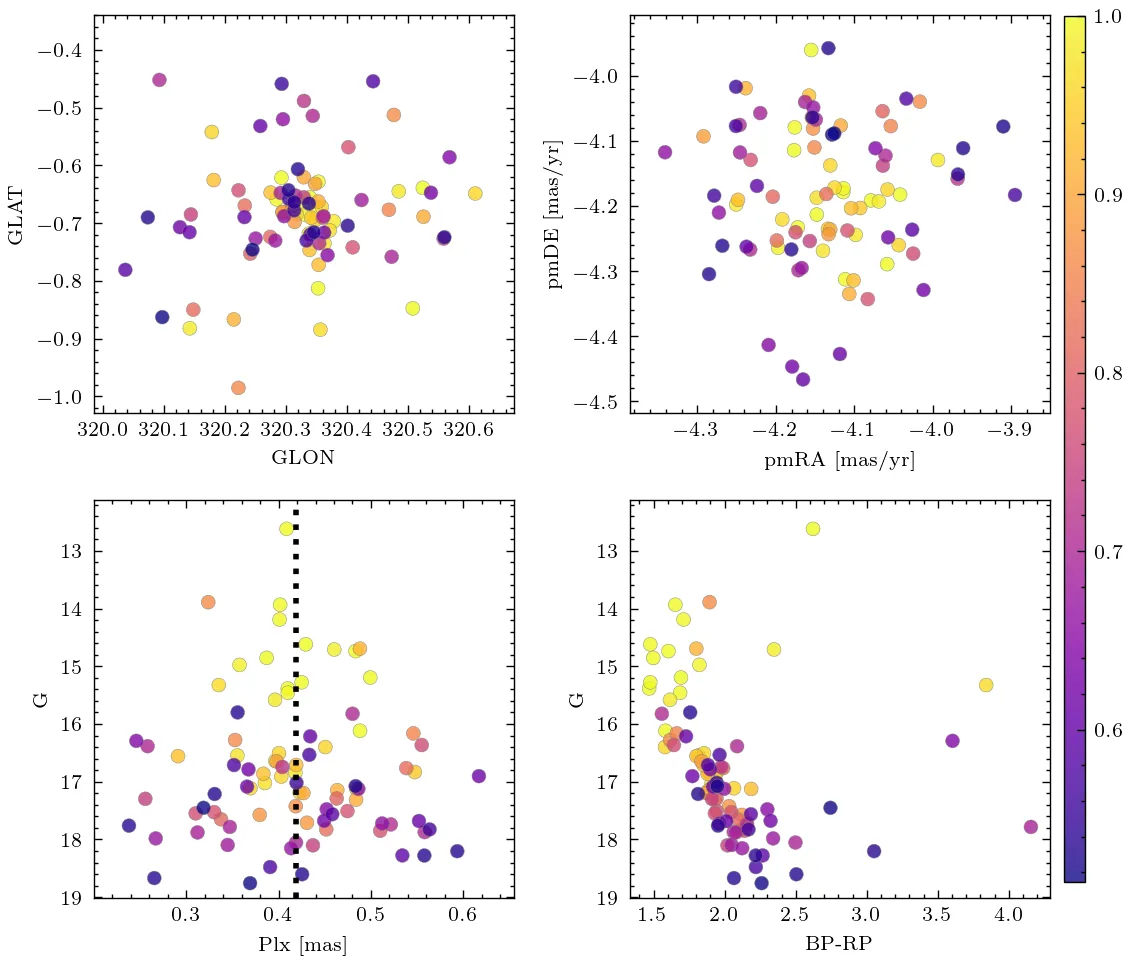 −0.4
−0.5
−0.6
−0.7
−0.8
−0.9
−1.0
GLAT
320.0 320.1 320.2 320.3 320.4 320.5 320.6
GLON
−4.0
−4.1
−4.2
−4.3
−4.4
−4.5
pmDE [mas/yr]
−4.3 −4.2 −4.1 −4.0 −3.9
pmRA [mas/yr]
1.0
0.9
0.8
0.7
0.6
13
14
15
16
17
18
19
G
0.3 0.4 0.5 0.6
Plx [mas]
13
14
15
16
17
18
19
G
1.5 2.0 2.5 3.0 3.5 4.0
BP-RP